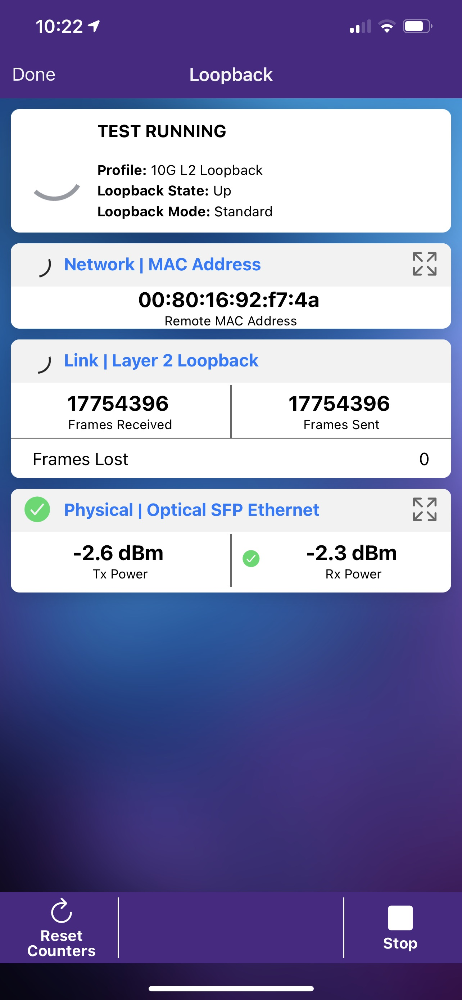 10:22
Done
Loopback
TEST RUNNING
Profile: 10G L2 Loopback
Loopback State: Up
Loopback Mode: Standard
Network | MAC Address
00:80:16:92:f7:4a
Remote MAC Address
Link | Layer 2 Loopback
17754396
Frames Received
17754396
Frames Sent
Frames Lost
0
Physical | Optical SFP Ethernet
-2.6 dBm
Tx Power
-2.3 dBm
Rx Power
Reset
Counters
Stop